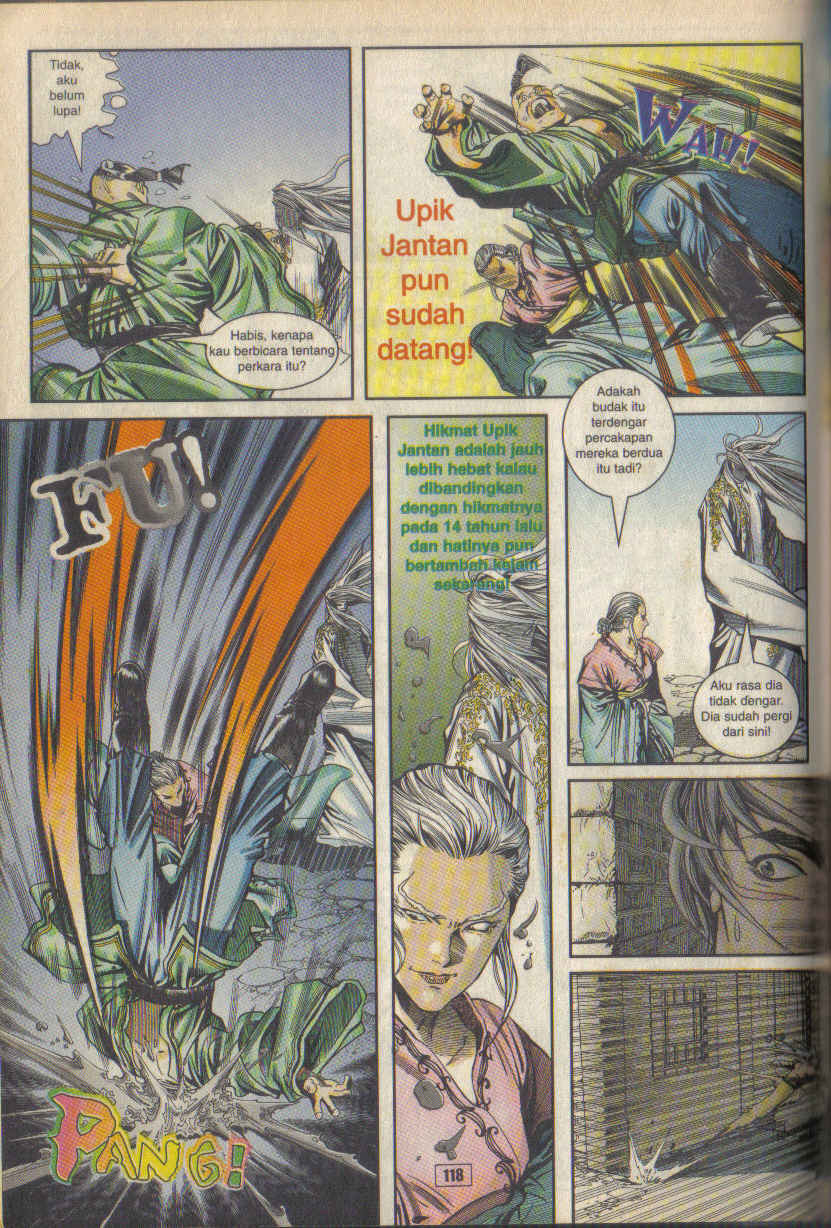 Tidak,
aku
belum
lupa!
Habis, kenapa
kau berbicara tentang
perkara itu?
WAH!
Upik
Jantan
pun
sudah
datang!
FU!
PANG!
Hikmat Upik
Jantan adalah jauh
lebih hebat kalau
dibandingkan
dengan hikmatnya
pada 14 tahun lalu
dan hatinya pun
bertambah kejam
sekarang!
Adakah
budak itu
terdengar
percakapan
mereka berdua
itu tadi?
Aku rasa dia
tidak dengar.
Dia sudah pergi
dari sini!
118